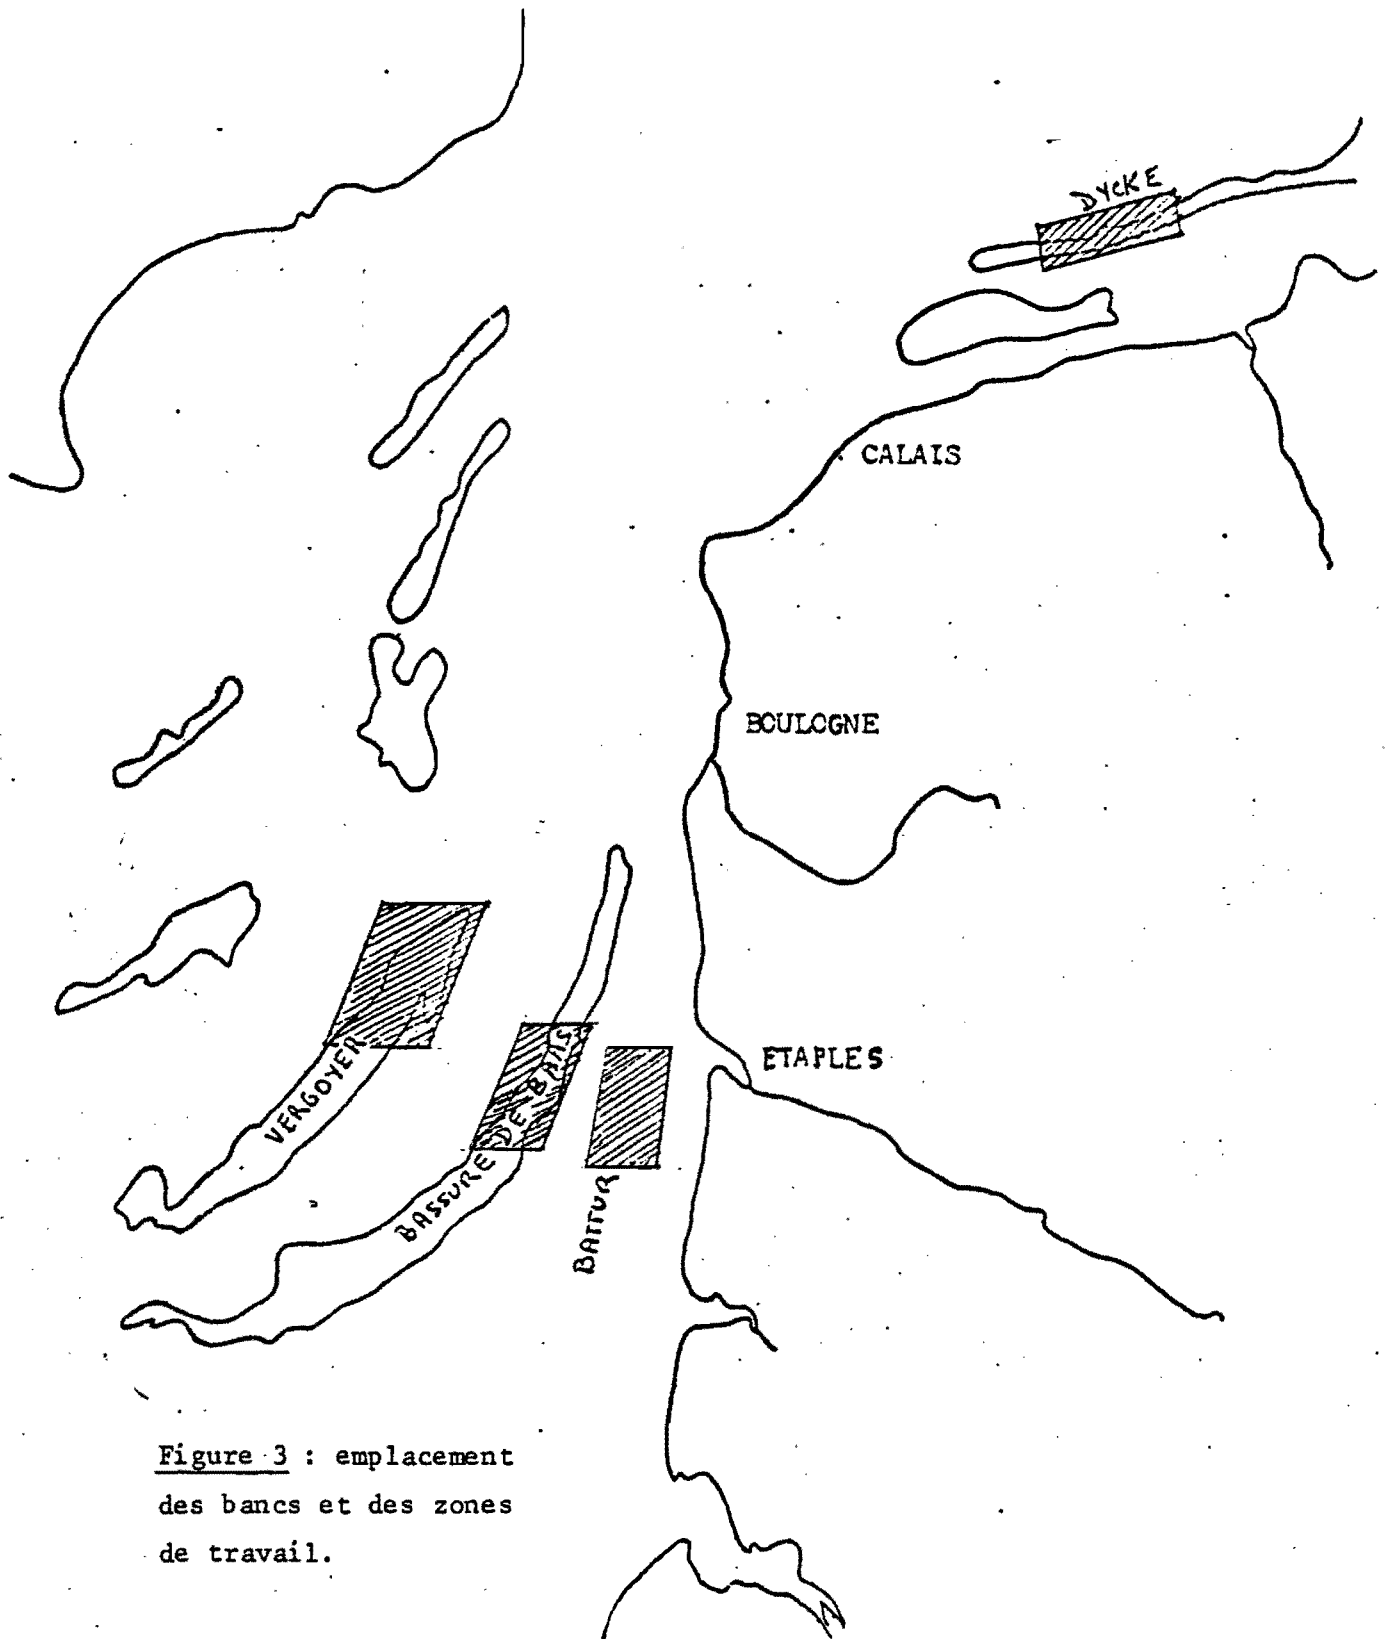 DYCKE
CALAIS
BOULOGNE
ETAPLES
VERGOYER
BASSURE DE BAAS
BATTUR
Figure 3 : emplacement
des bancs et des zones
de travail.